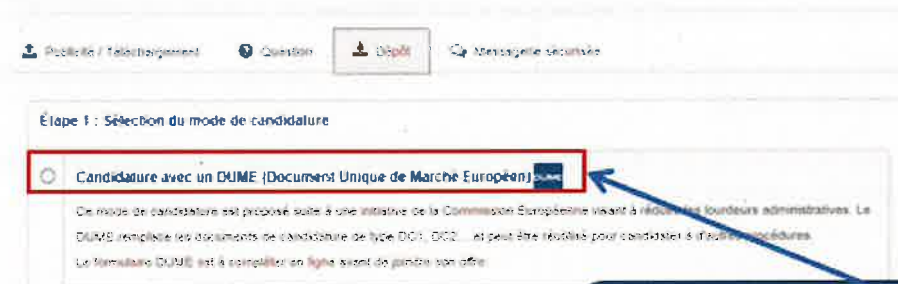 Publicité / Téléchargement Question Dépôt Messagerie sécurisée
Étape 1 : Sélection du mode de candidature
Candidature avec un DUME (Document Unique de Marché Européen) DUME
Ce mode de candidature est proposé suite à une initiative de la Commission Européenne visant à réduire les lourdeurs administratives. Le
DUME remplace les documents de candidature de type DC1, DC2... et peut être réutilisé pour candidater à d'autres procédures.
Le formulaire DUME est à compléter en ligne avant de joindre son offre.